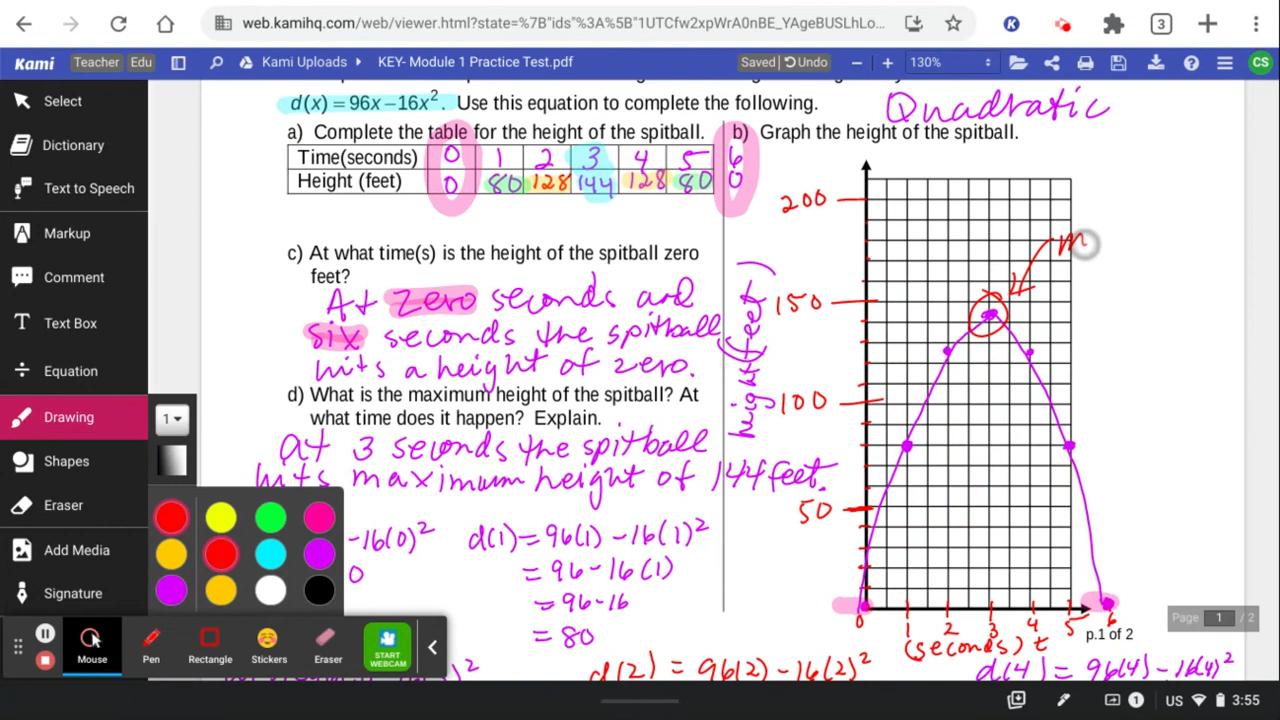 web.kamihq.com/web/viewer.html?state=%7B"ids"%3A%5B"1UTCfw2xpWrA0nBE_YAgeBUSLhLo...
3
Kami Teacher Edu Kami Uploads KEY- Module 1 Practice Test.pdf Saved Undo 130% CS
Select
Dictionary
Text to Speech
Markup
Comment
Text Box
Equation
Drawing
1
Shapes
Eraser
Add Media
Signature
d(x) = 96x – 16x². Use this equation to complete the following.
Quadratic
a) Complete the table for the height of the spitball.
Time(seconds) 0 1 2 3 4 5 6
Height (feet) 0 80 128 144 128 80 0
c) At what time(s) is the height of the spitball zero
feet?
At zero seconds and
six seconds the spitball
hits a height of zero.
d) What is the maximum height of the spitball? At
what time does it happen? Explain.
at 3 seconds the spitball
hits maximum height of 144 feet.
-16(0)²
0
d(1) = 96(1) - 16(1)²
= 96 - 16(1)
= 96 - 16
= 80
b) Graph the height of the spitball.
200
150
100
50
height (feet)
m
0 1 2 3 4 5 6
(seconds) t
p.1 of 2
Page 1 / 2
d(2) = 96(2) - 16(2)²
d(4) = 96(4) - 16(4)²
Mouse
Pen
Rectangle
Stickers
Eraser
START
WEBCAM
1 US 3:55